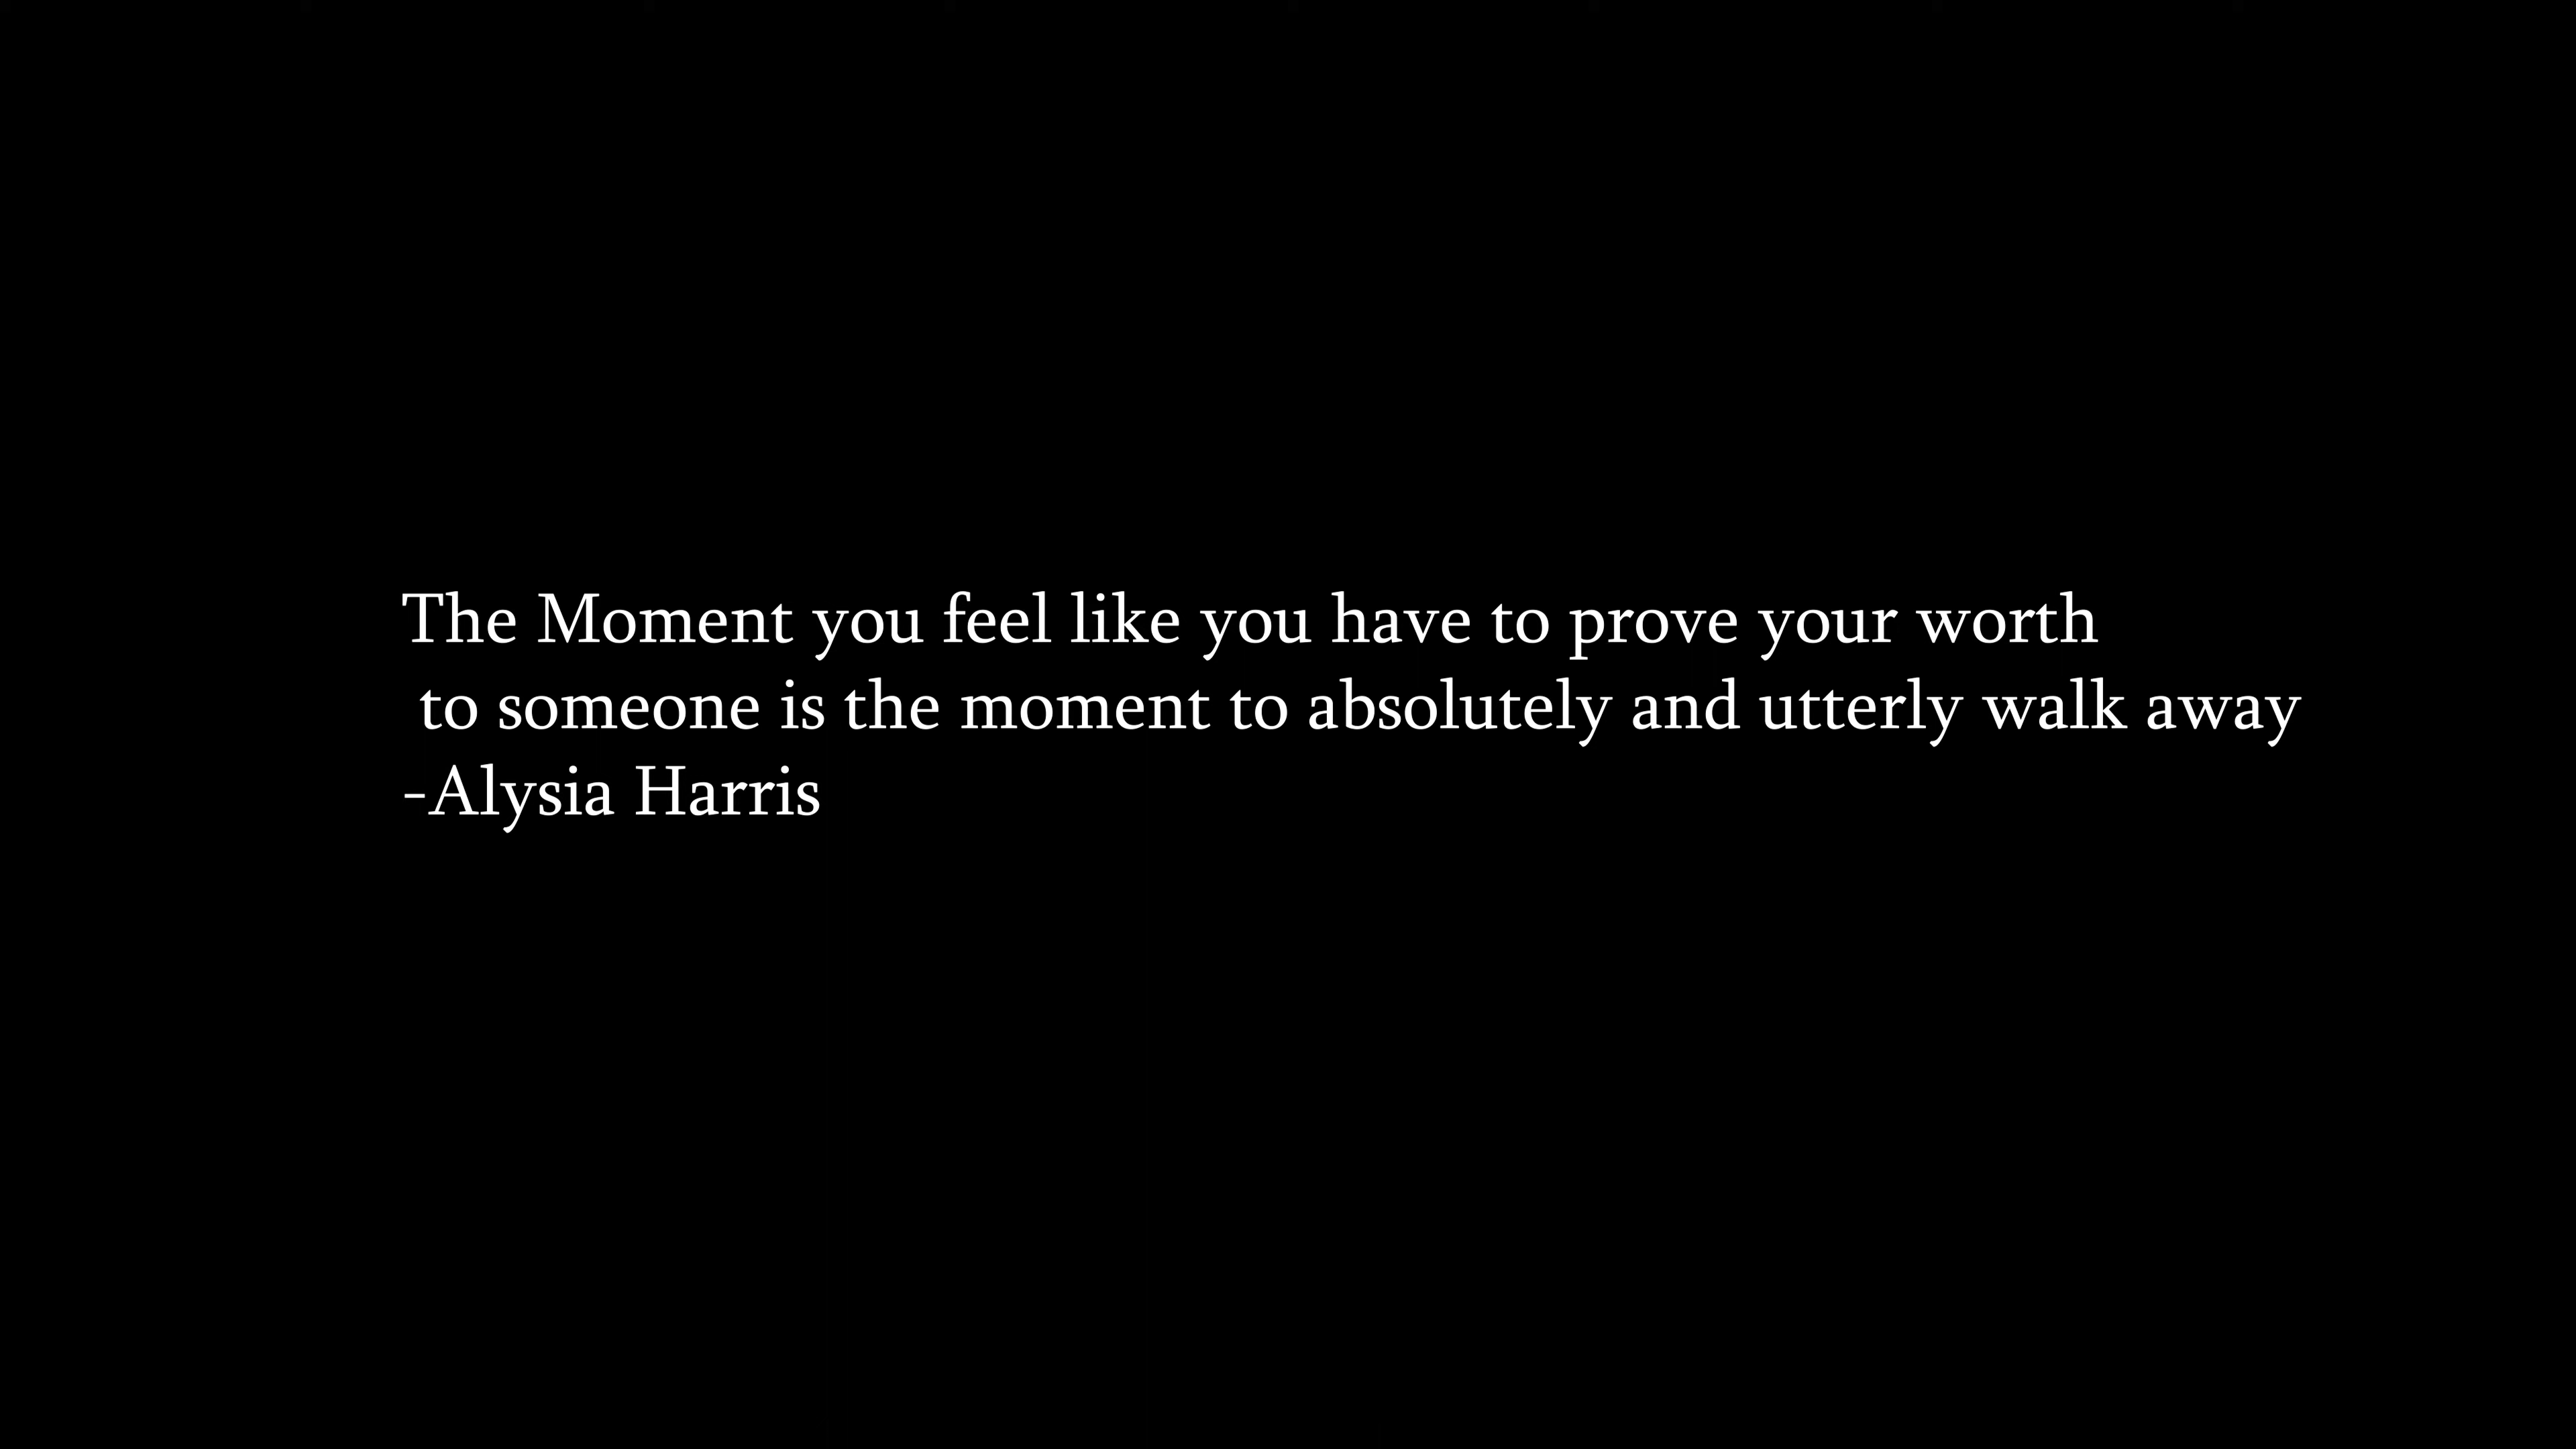 The Moment you feel like you have to prove your worth
to someone is the moment to absolutely and utterly walk away
-Alysia Harris